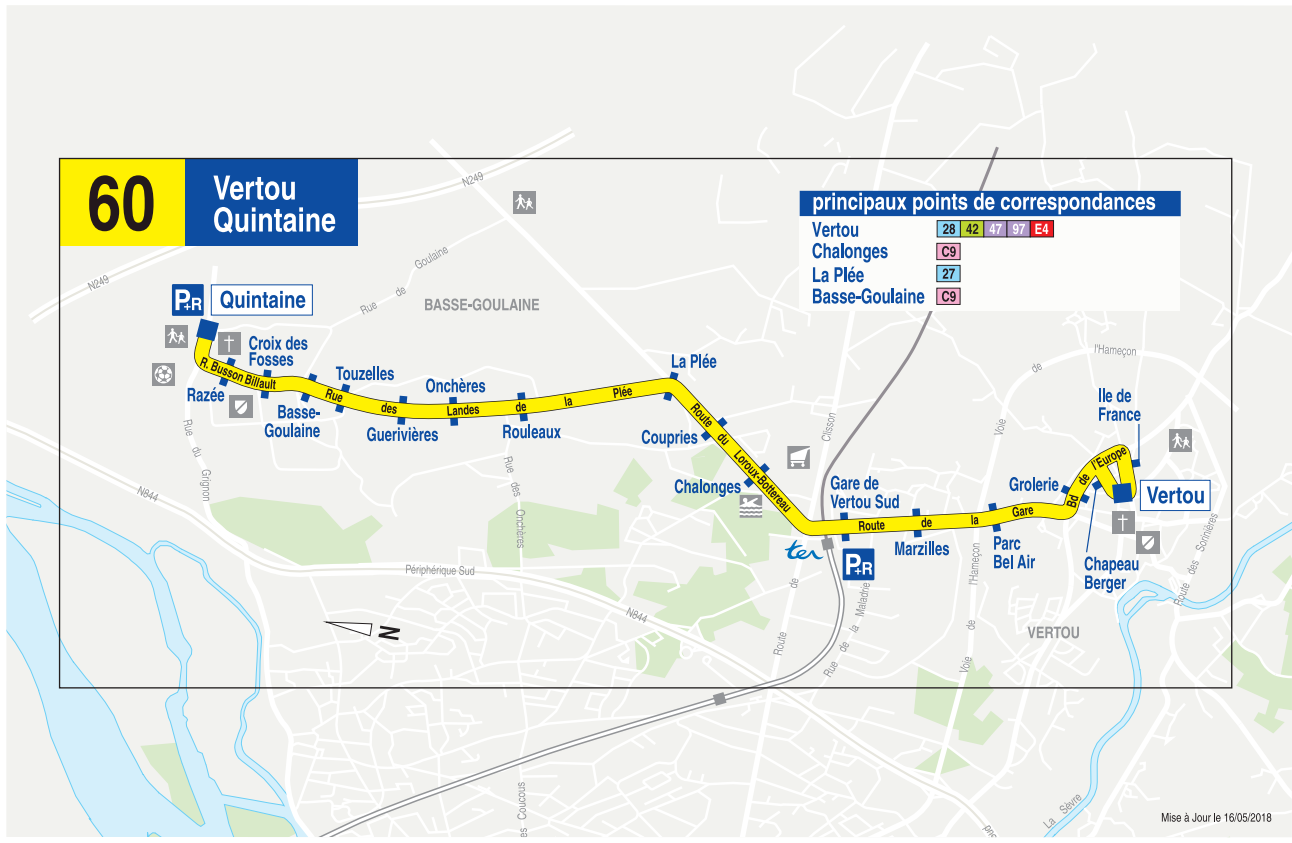 60
Vertou
Quintaine
principaux points de correspondances
Vertou 28 42 47 97 E4
Chalonges C9
La Plée 27
Basse-Goulaine C9
N249
N249
Rue de Goulaine
BASSE-GOULAINE
P+R
Quintaine
Croix des
Fosses
R. Busson Billault
Razée
Basse-
Goulaine
Touzelles
Rue des Landes de la Plée
Guerivières
Onchères
Rouleaux
La Plée
Route du Loroux-Bottereau
Coupries
Chalonges
Gare de
Vertou Sud
ter
P+R
Route de la Gare
Marzilles
Parc
Bel Air
Grolerie
Bd de l'Europe
Chapeau
Berger
Ile de
France
Vertou
Rue du Grignon
N844
Rue des Onchères
Périphérique Sud
N844
Route de Clisson
Rue de la Maladrie
Voie de l'Hameçon
Voie de l'Hameçon
VERTOU
Route des Sorinières
La Sèvre
es Coucous
N
Mise à Jour le 16/05/2018